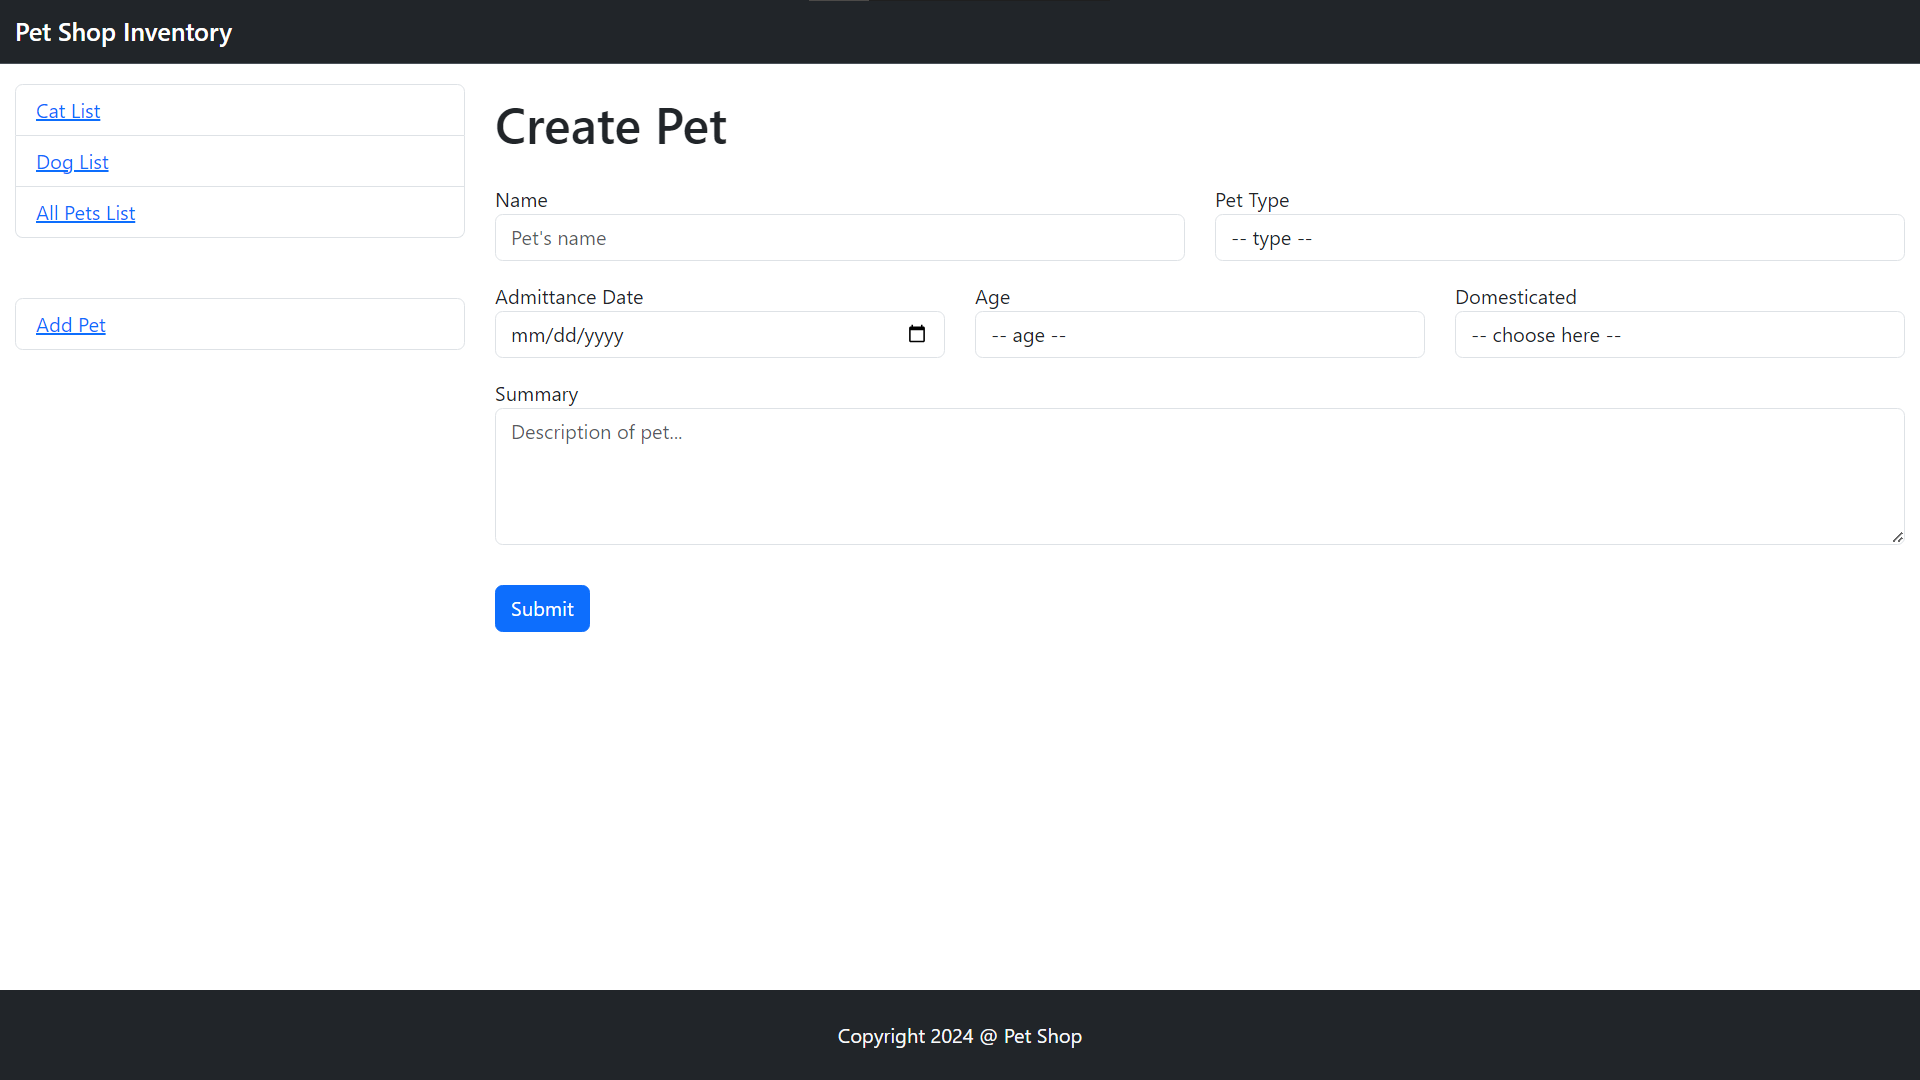 Pet Shop Inventory
Cat List
Dog List
All Pets List
Add Pet
Create Pet
Name
Pet Type
Pet's name
-- type --
Admittance Date
Age
Domesticated
mm/dd/yyyy
-- age --
-- choose here --
Summary
Description of pet...
Submit
Copyright 2024 @ Pet Shop